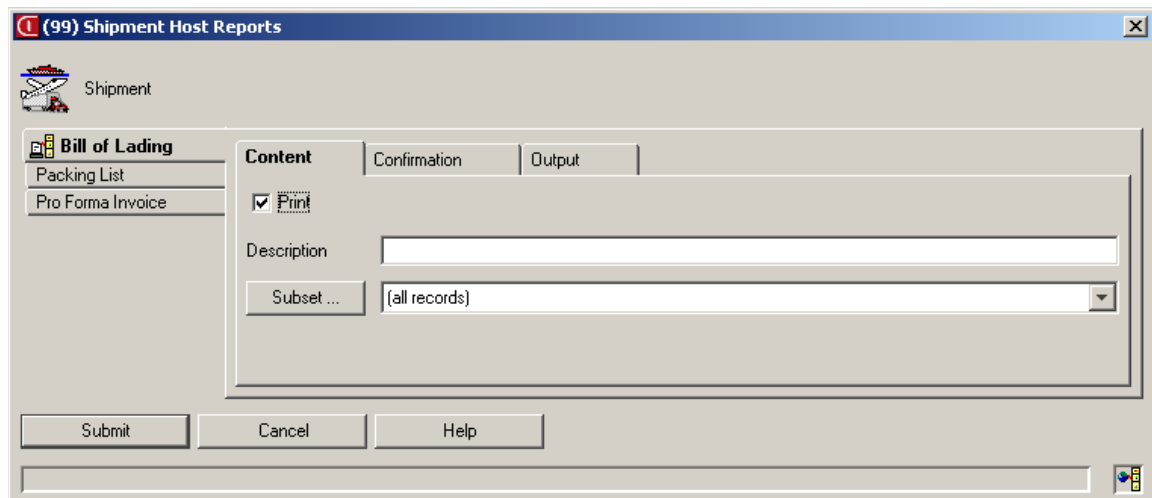 (99) Shipment Host Reports
Shipment
Bill of Lading
Packing List
Pro Forma Invoice
Content
Confirmation
Output
Print
Description
Subset ...
(all records)
Submit
Cancel
Help